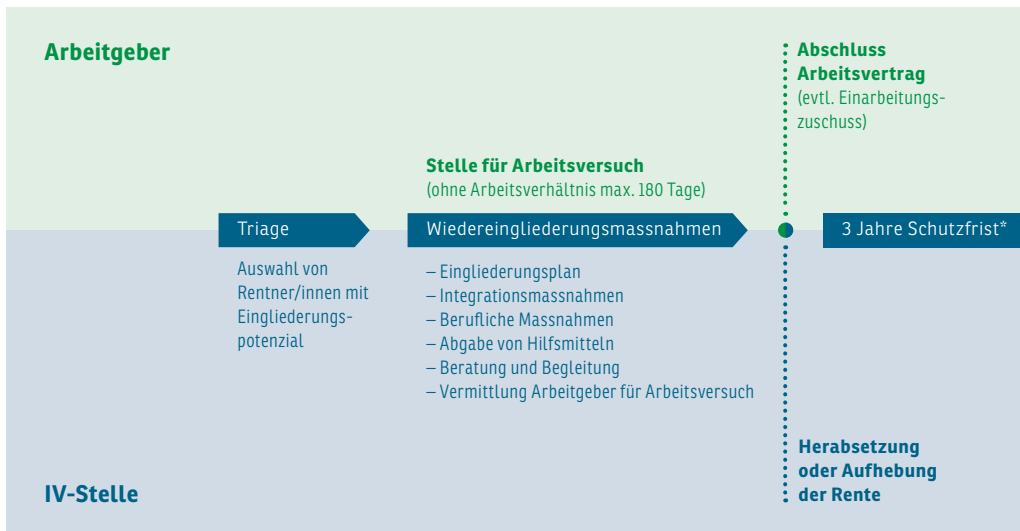 Arbeitgeber
Abschluss
Arbeitsvertrag
(evtl. Einarbeitungs-
zuschuss)
Stelle für Arbeitsversuch
(ohne Arbeitsverhältnis max. 180 Tage)
Triage
Wiedereingliederungsmassnahmen
3 Jahre Schutzfrist*
Auswahl von
Rentner/innen mit
Eingliederungs-
potenzial
– Eingliederungsplan
– Integrationsmassnahmen
– Berufliche Massnahmen
– Abgabe von Hilfsmitteln
– Beratung und Begleitung
– Vermittlung Arbeitgeber für Arbeitsversuch
Herabsetzung
oder Aufhebung
der Rente
IV-Stelle